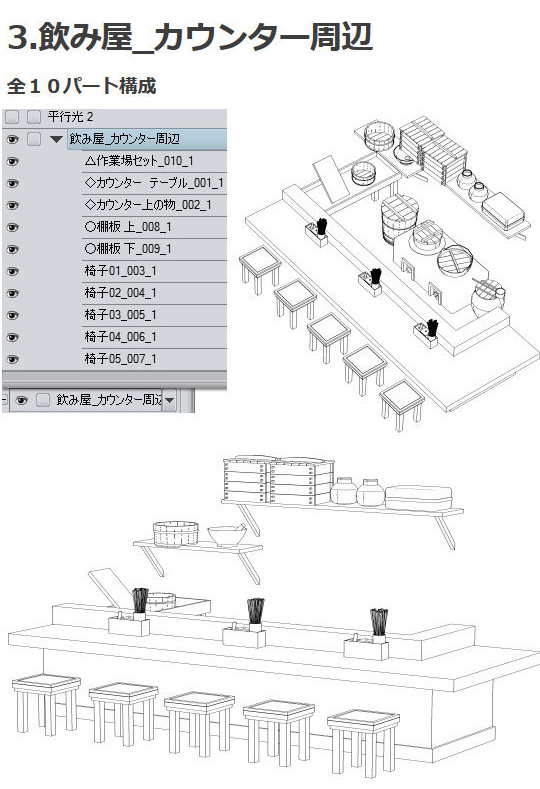 3.飲み屋_カウンター周辺
全１０パート構成
平行光 2
飲み屋_カウンター周辺
△作業場セット_010_1
◇カウンター テーブル_001_1
◇カウンター上の物_002_1
〇棚板 上_008_1
〇棚板 下_009_1
椅子01_003_1
椅子02_004_1
椅子03_005_1
椅子04_006_1
椅子05_007_1
飲み屋_カウンター周辺